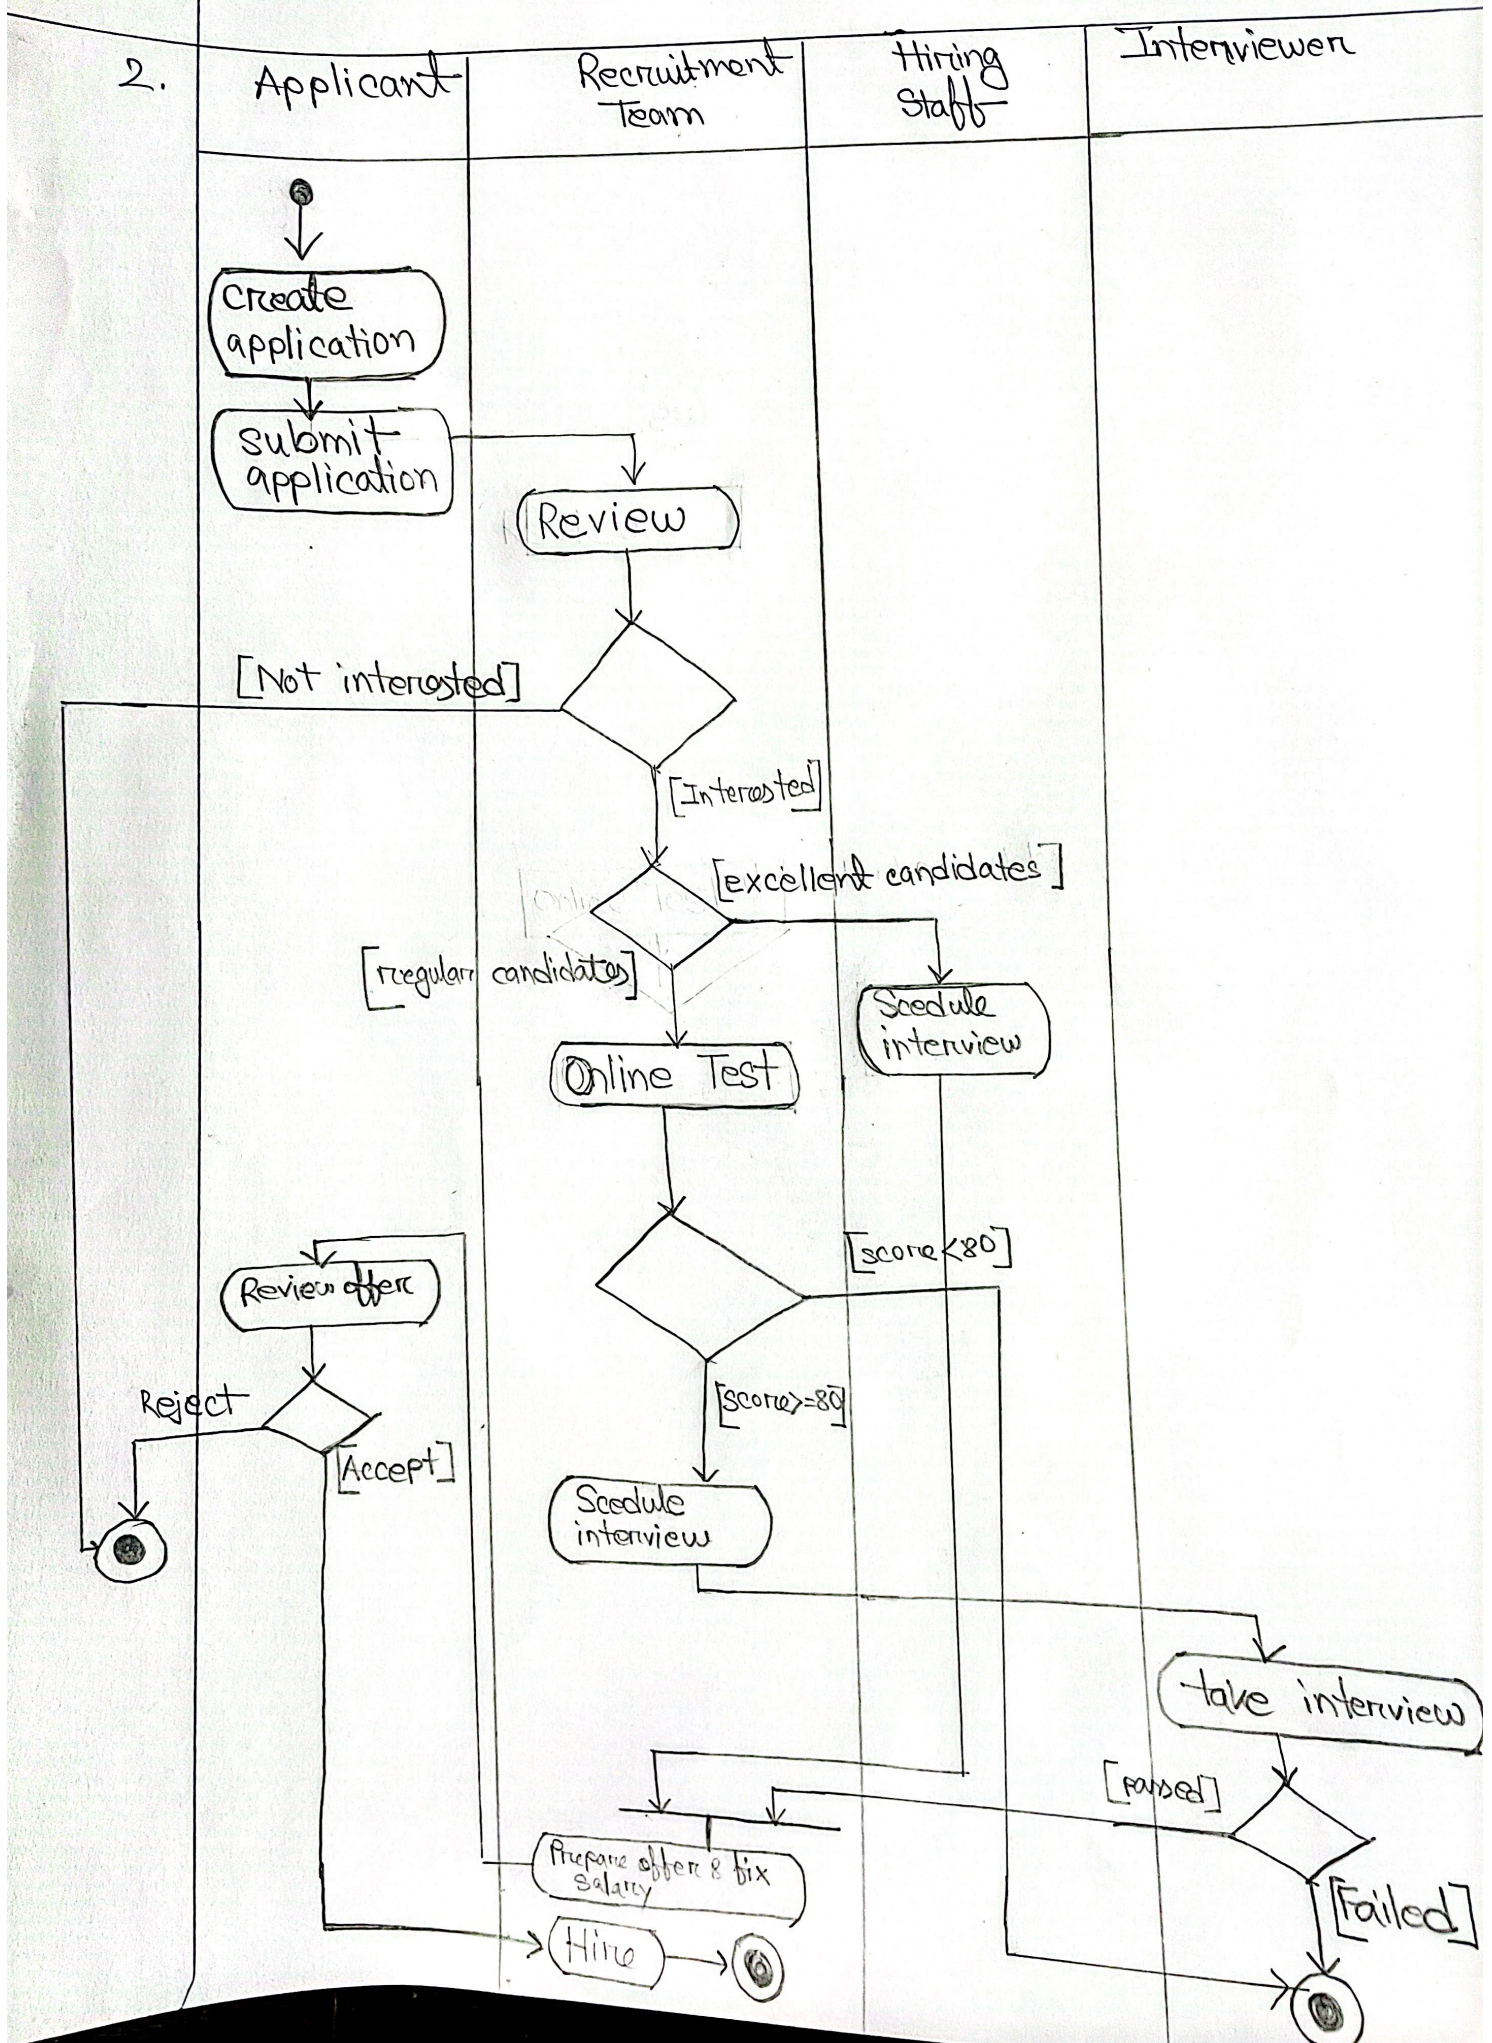 2.
Applicant
Recruitment
Team
Hiring
Staff
Interviewer
create
application
submit
application
Review
[Not interested]
[Interested]
[excellent candidates]
[regular candidates]
Scedule
interview
Online Test
[score<80]
Review offer
Reject
[Accept]
[score>=80]
Scedule
interview
take interview
[passed]
Prepare offer & fix
salary
[Failed]
Hire